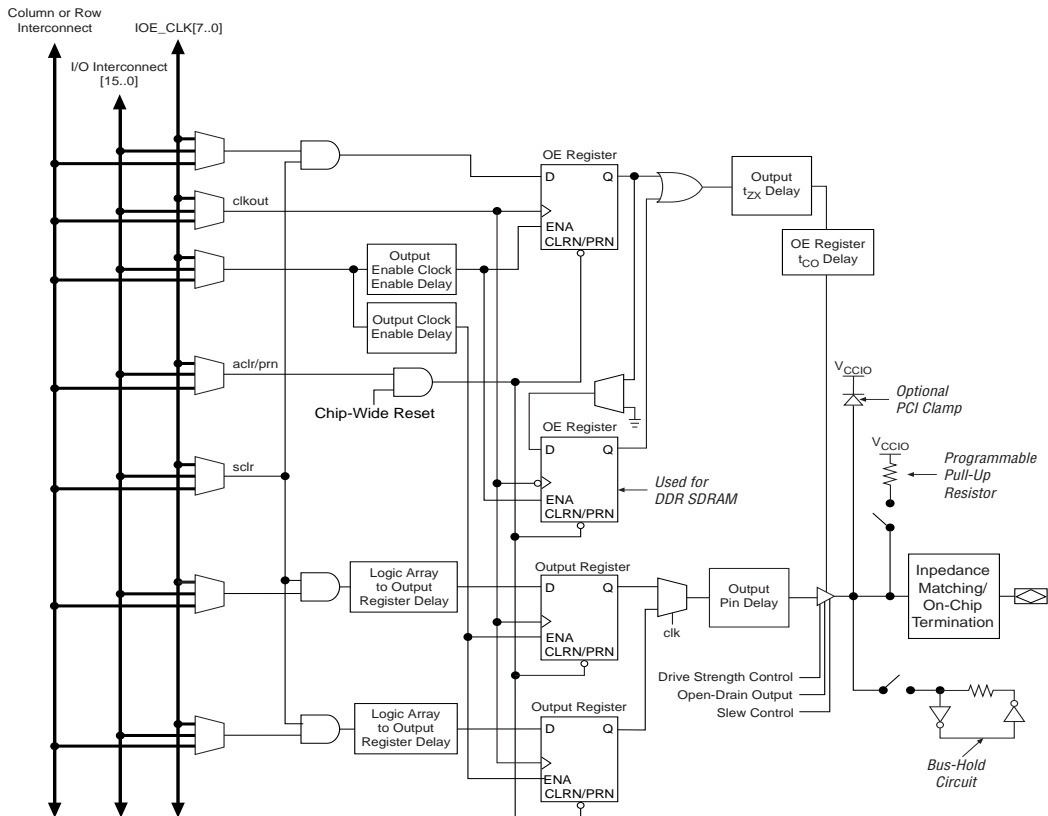 Column or Row
Interconnect
IOE_CLK[7..0]
I/O Interconnect
[15..0]
OE Register
D
Q
ENA
CLRN/PRN
clkout
Output
tZX Delay
OE Register
tCO Delay
Output
Enable Clock
Enable Delay
Output Clock
Enable Delay
aclr/prn
Chip-Wide Reset
VCCIO
Optional
PCI Clamp
OE Register
D
Q
ENA
CLRN/PRN
Used for
DDR SDRAM
sclr
VCCIO
Programmable
Pull-Up
Resistor
Logic Array
to Output
Register Delay
Output Register
D
Q
ENA
CLRN/PRN
clk
Output
Pin Delay
Impedance
Matching/
On-Chip
Termination
Drive Strength Control
Open-Drain Output
Slew Control
Logic Array
to Output
Register Delay
Output Register
D
Q
ENA
CLRN/PRN
Bus-Hold
Circuit